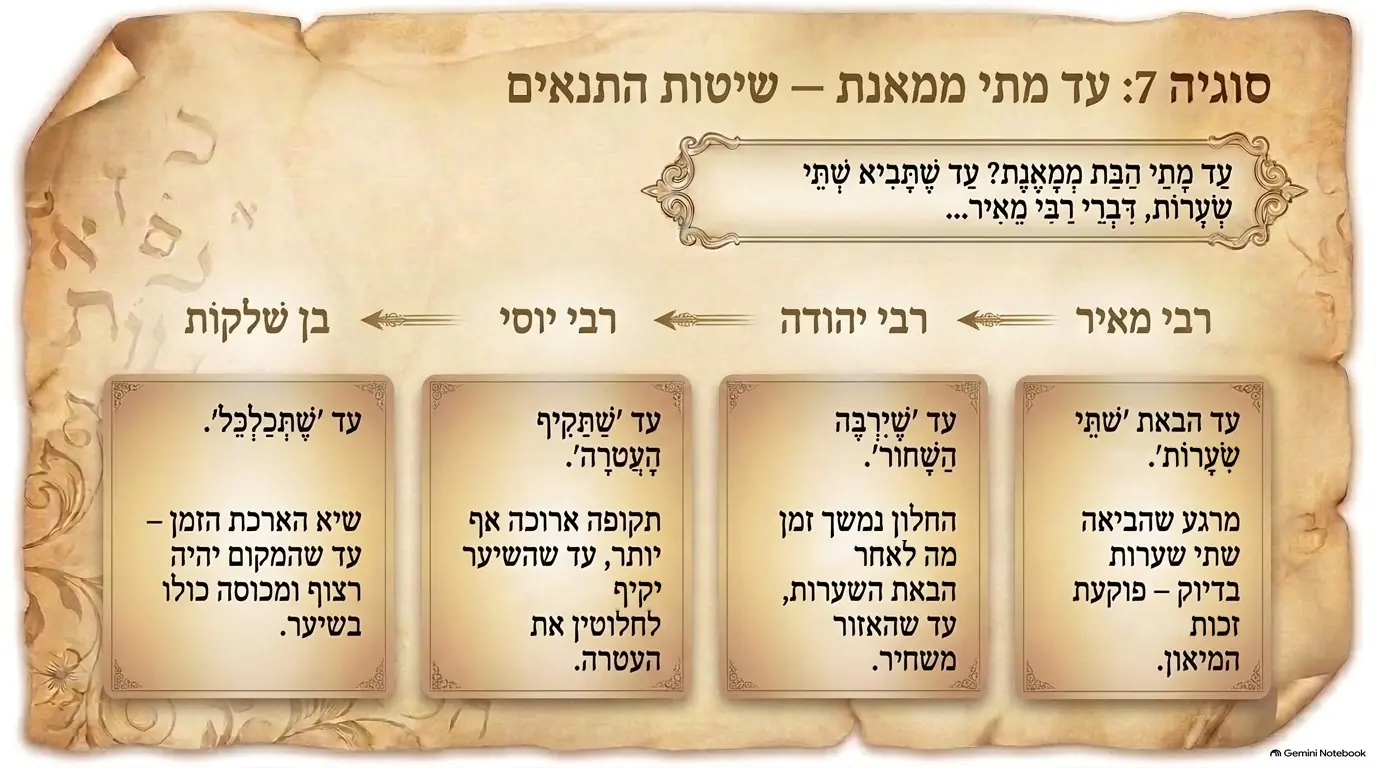 סוגיה 7: עד מתי ממאנת – שיטות התנאים
עַד מָתַי הַבַּת מְמָאֶנֶת? עַד שֶׁתָּבִיא שְׁתֵּי
שְׂעָרוֹת, דִּבְרֵי רַבִּי מֵאִיר...
רבי מאיר
עד 'שְׁתֵּי
שְׂעָרוֹת'.
מרגע שהביאה
שתי שערות
בדיוק – פוקעת
זכות
המיאון.
רבי יהודה
עד 'שֶׁיִּרְבֶּה
הַשָּׁחוֹר'.
החלון נמשך זמן
מה לאחר
הבאת השערות,
עד שהאזור
משחיר.
רבי יוסי
עד 'שַׁתַּקִיף
הָעֲטרָה'.
תקופה ארוכה אף
יותר, עד שהשיער
יקיף
לחלוטין את
העטרה.
בן שלקות
עד 'שֶׁתְּכַלְכֵּל'.
שיא הארכת הזמן –
עד שהמקום יהיה
רצוף ומכוסה כולו
בשיער.
Gemini Notebook